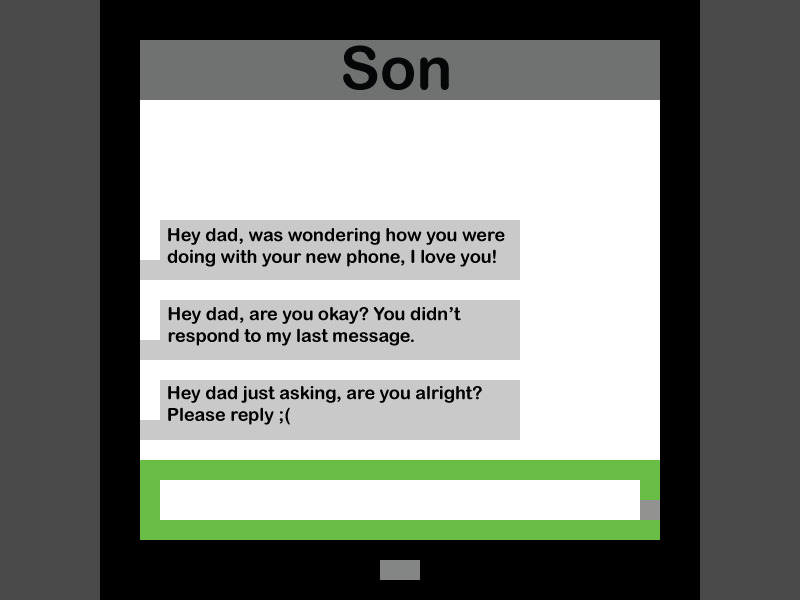 Son
Hey dad, was wondering how you were
doing with your new phone, I love you!
Hey dad, are you okay? You didn’t
respond to my last message.
Hey dad just asking, are you alright?
Please reply ;(